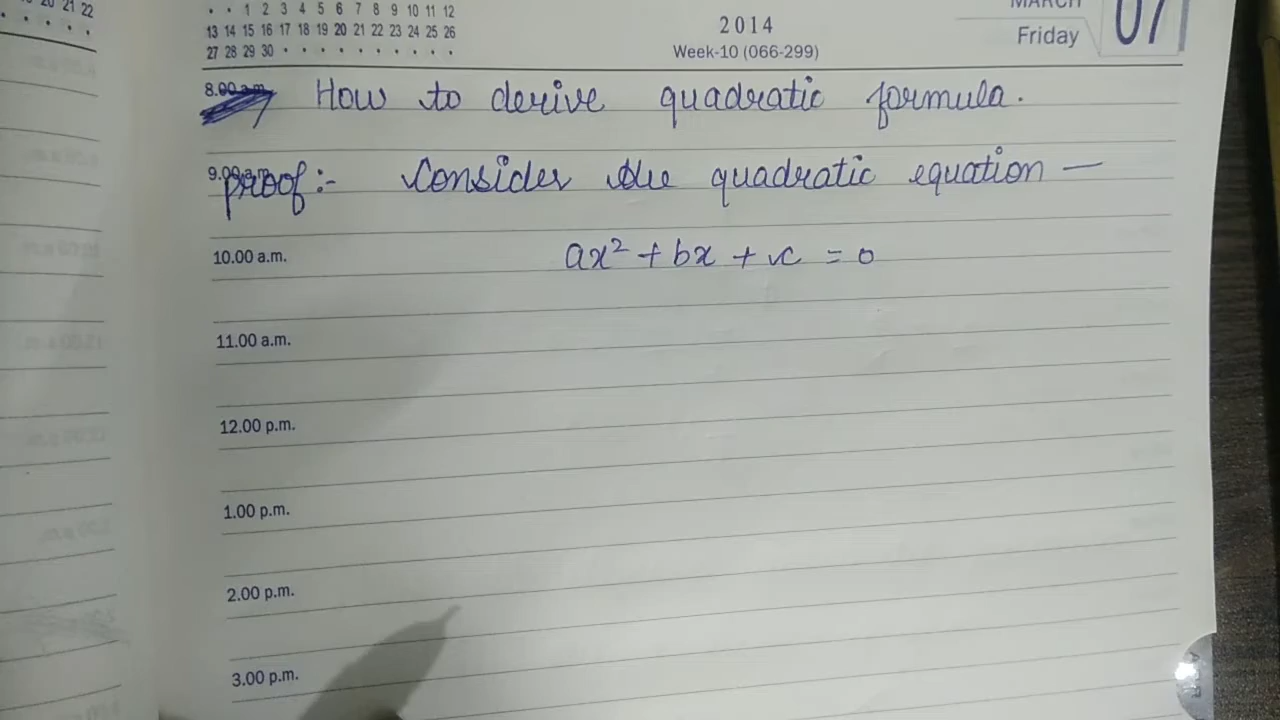 20 21 22
1 2 3 4 5 6 7 8 9 10 11 12
13 14 15 16 17 18 19 20 21 22 23 24 25 26
27 28 29 30
2014
Week-10 (066-299)
MARCH
Friday
07
8.00 a.m.
How to derive quadratic formula.
9.00 a.m.
proof:- Consider the quadratic equation —
10.00 a.m.
ax² + bx + c = 0
11.00 a.m.
12.00 p.m.
1.00 p.m.
2.00 p.m.
3.00 p.m.